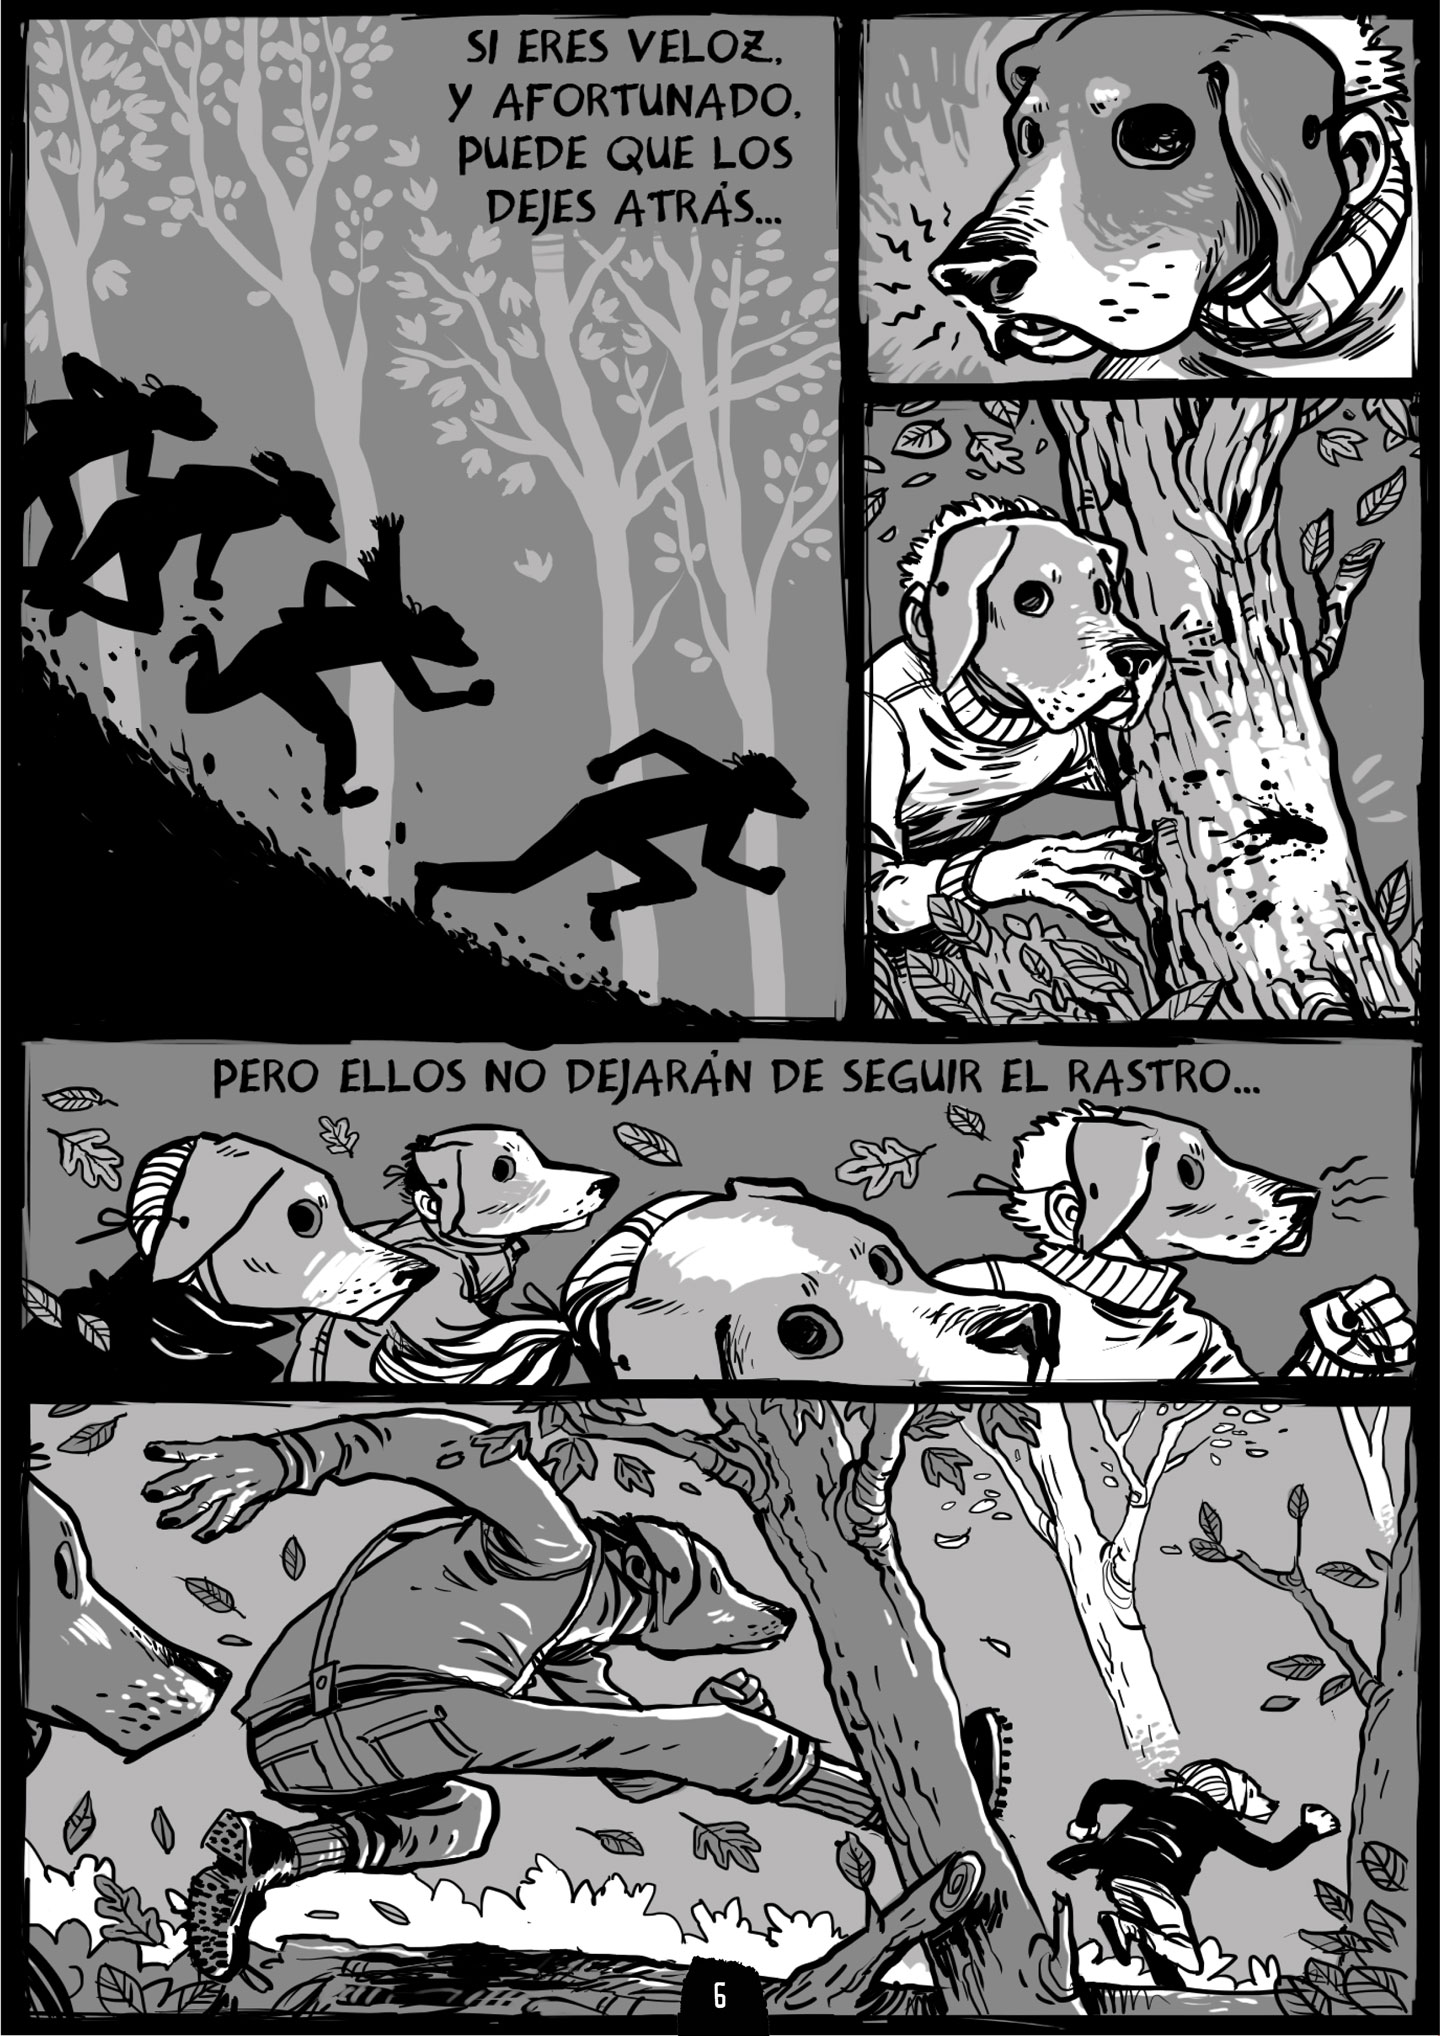 SI ERES VELOZ,
Y AFORTUNADO,
PUEDE QUE LOS
DEJES ATRÁS...
PERO ELLOS NO DEJARÁN DE SEGUIR EL RASTRO...
6